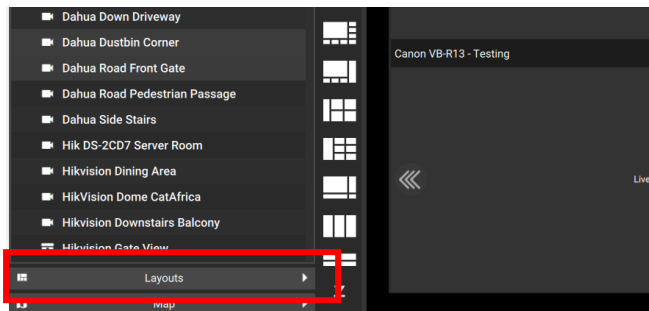 Dahua Down Driveway
Dahua Dustbin Corner
Dahua Road Front Gate
Dahua Road Pedestrian Passage
Dahua Side Stairs
Hik DS-2CD7 Server Room
Hikvision Dining Area
HikVision Dome CatAfrica
Hikvision Downstairs Balcony
Hikvision Gate View
Layouts
Map
Canon VB-R13 - Testing
Live